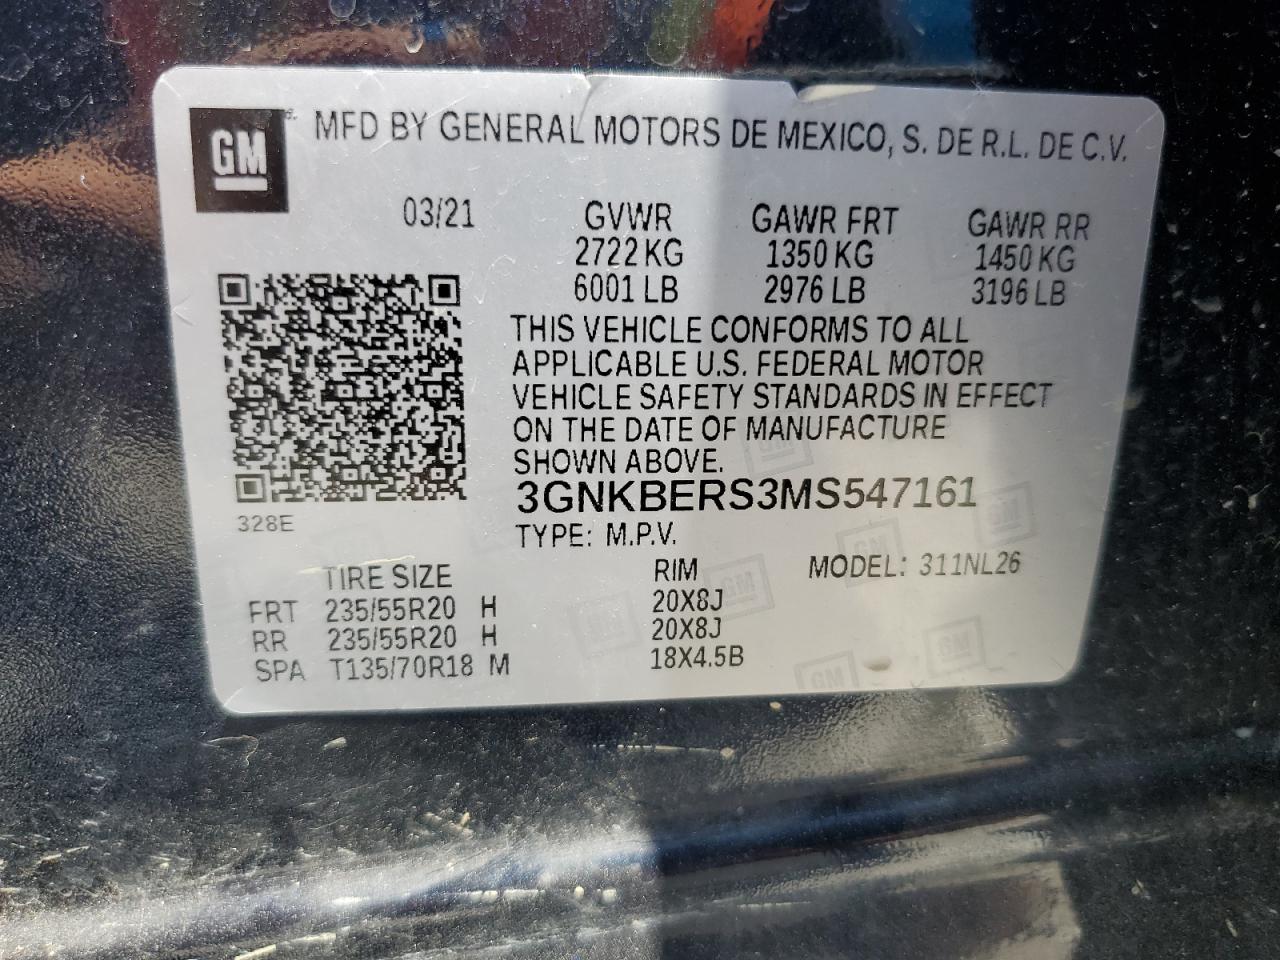 GM
MFD BY GENERAL MOTORS DE MEXICO, S. DE R.L. DE C.V.
03/21 GVWR GAWR FRT GAWR RR
2722 KG 1350 KG 1450 KG
6001 LB 2976 LB 3196 LB
THIS VEHICLE CONFORMS TO ALL
APPLICABLE U.S. FEDERAL MOTOR
VEHICLE SAFETY STANDARDS IN EFFECT
ON THE DATE OF MANUFACTURE
SHOWN ABOVE.
3GNKBERS3MS547161
328E
TYPE: M.P.V.
TIRE SIZE RIM MODEL: 311NL26
FRT 235/55R20 H 20X8J
RR 235/55R20 H 20X8J
SPA T135/70R18 M 18X4.5B